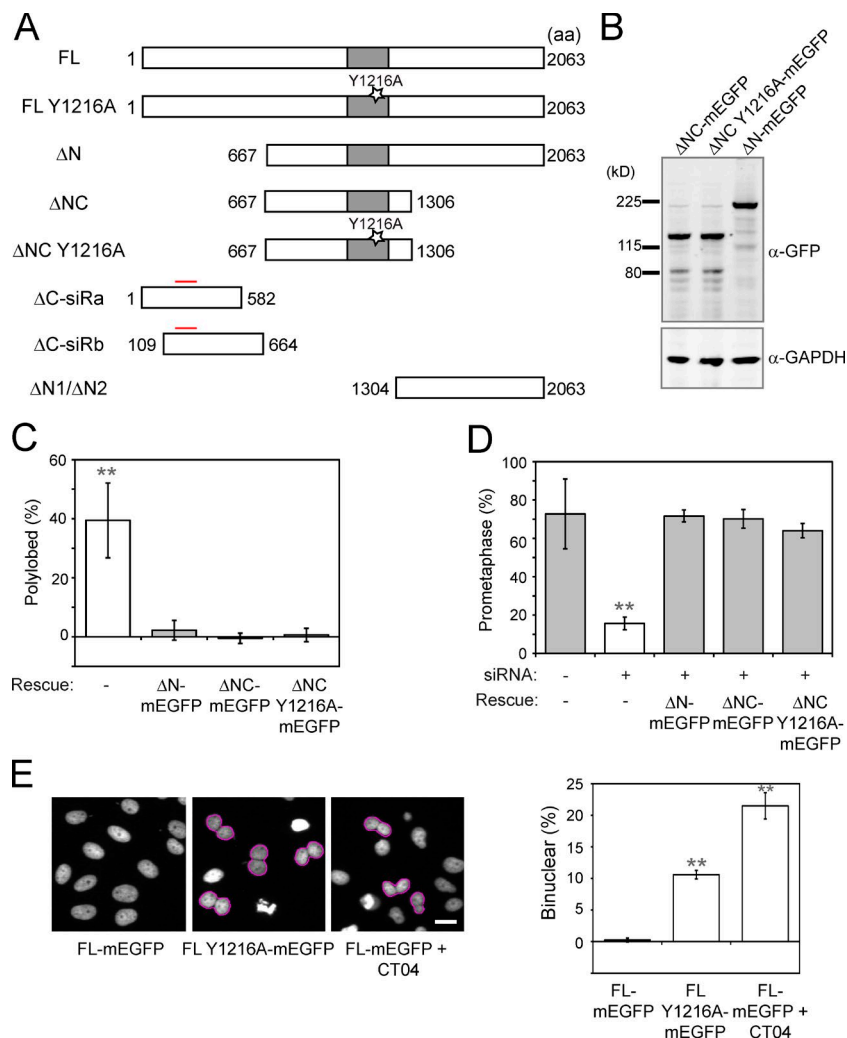 A
(aa)
FL 1 2063
Y1216A
FL Y1216A 1 2063
ΔN 667 2063
ΔNC 667 1306
Y1216A
ΔNC Y1216A 667 1306
ΔC-siRa 1 582
ΔC-siRb 109 664
ΔN1/ΔN2 1304 2063
B
ΔNC-mEGFP
ΔNC Y1216A-mEGFP
ΔN-mEGFP
(kD)
225
115
80
α-GFP
α-GAPDH
C
Polylobed (%)
60
40
20
0
**
Rescue: - ΔN-mEGFP ΔNC-mEGFP ΔNC Y1216A-mEGFP
D
Prometaphase (%)
100
80
60
40
20
0
**
siRNA: - + + + +
Rescue: - - ΔN-mEGFP ΔNC-mEGFP ΔNC Y1216A-mEGFP
E
FL-mEGFP
FL Y1216A-mEGFP
FL-mEGFP + CT04
Binuclear (%)
25
20
15
10
5
0
**
**
FL-mEGFP
FL Y1216A-mEGFP
FL-mEGFP + CT04